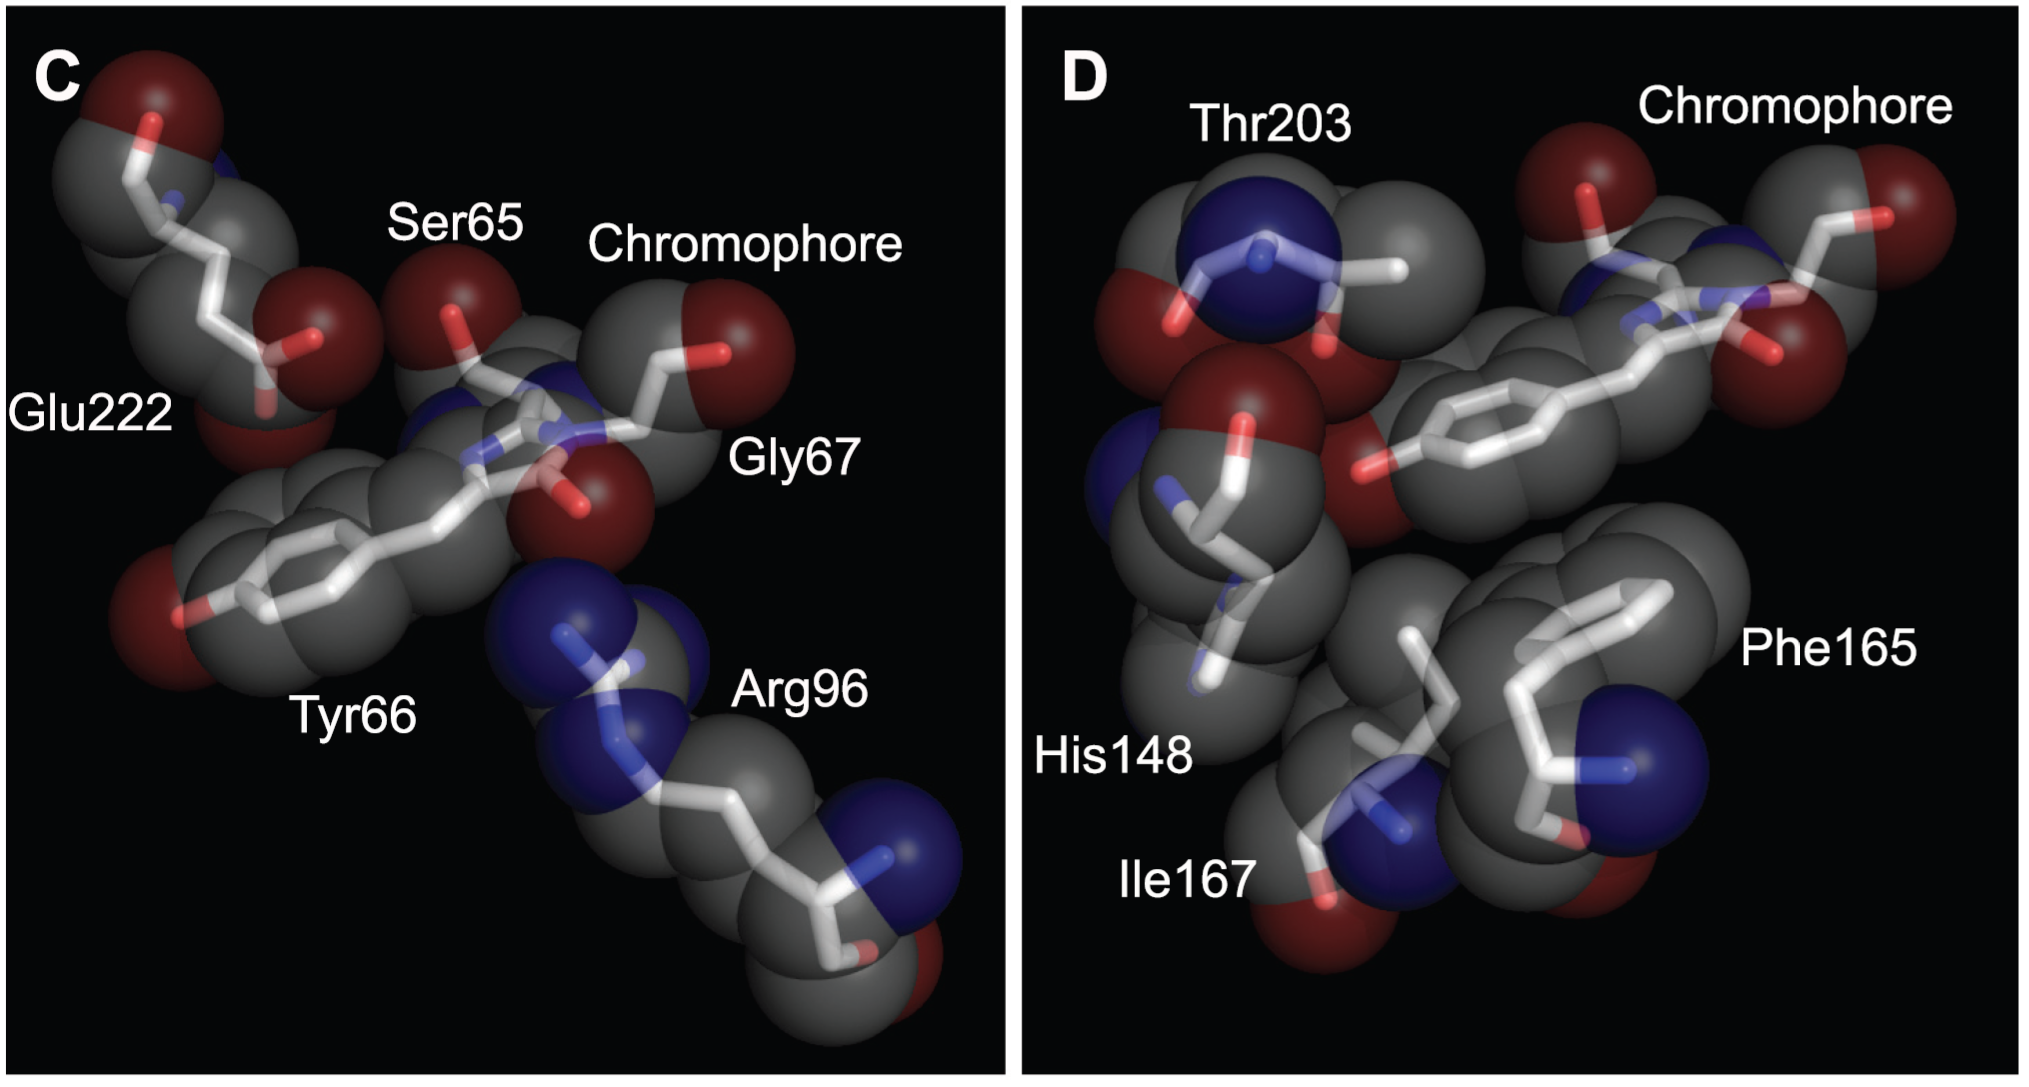 C
Ser65
Chromophore
Glu222
Gly67
Arg96
Tyr66
D
Thr203
Chromophore
Phe165
His148
Ile167